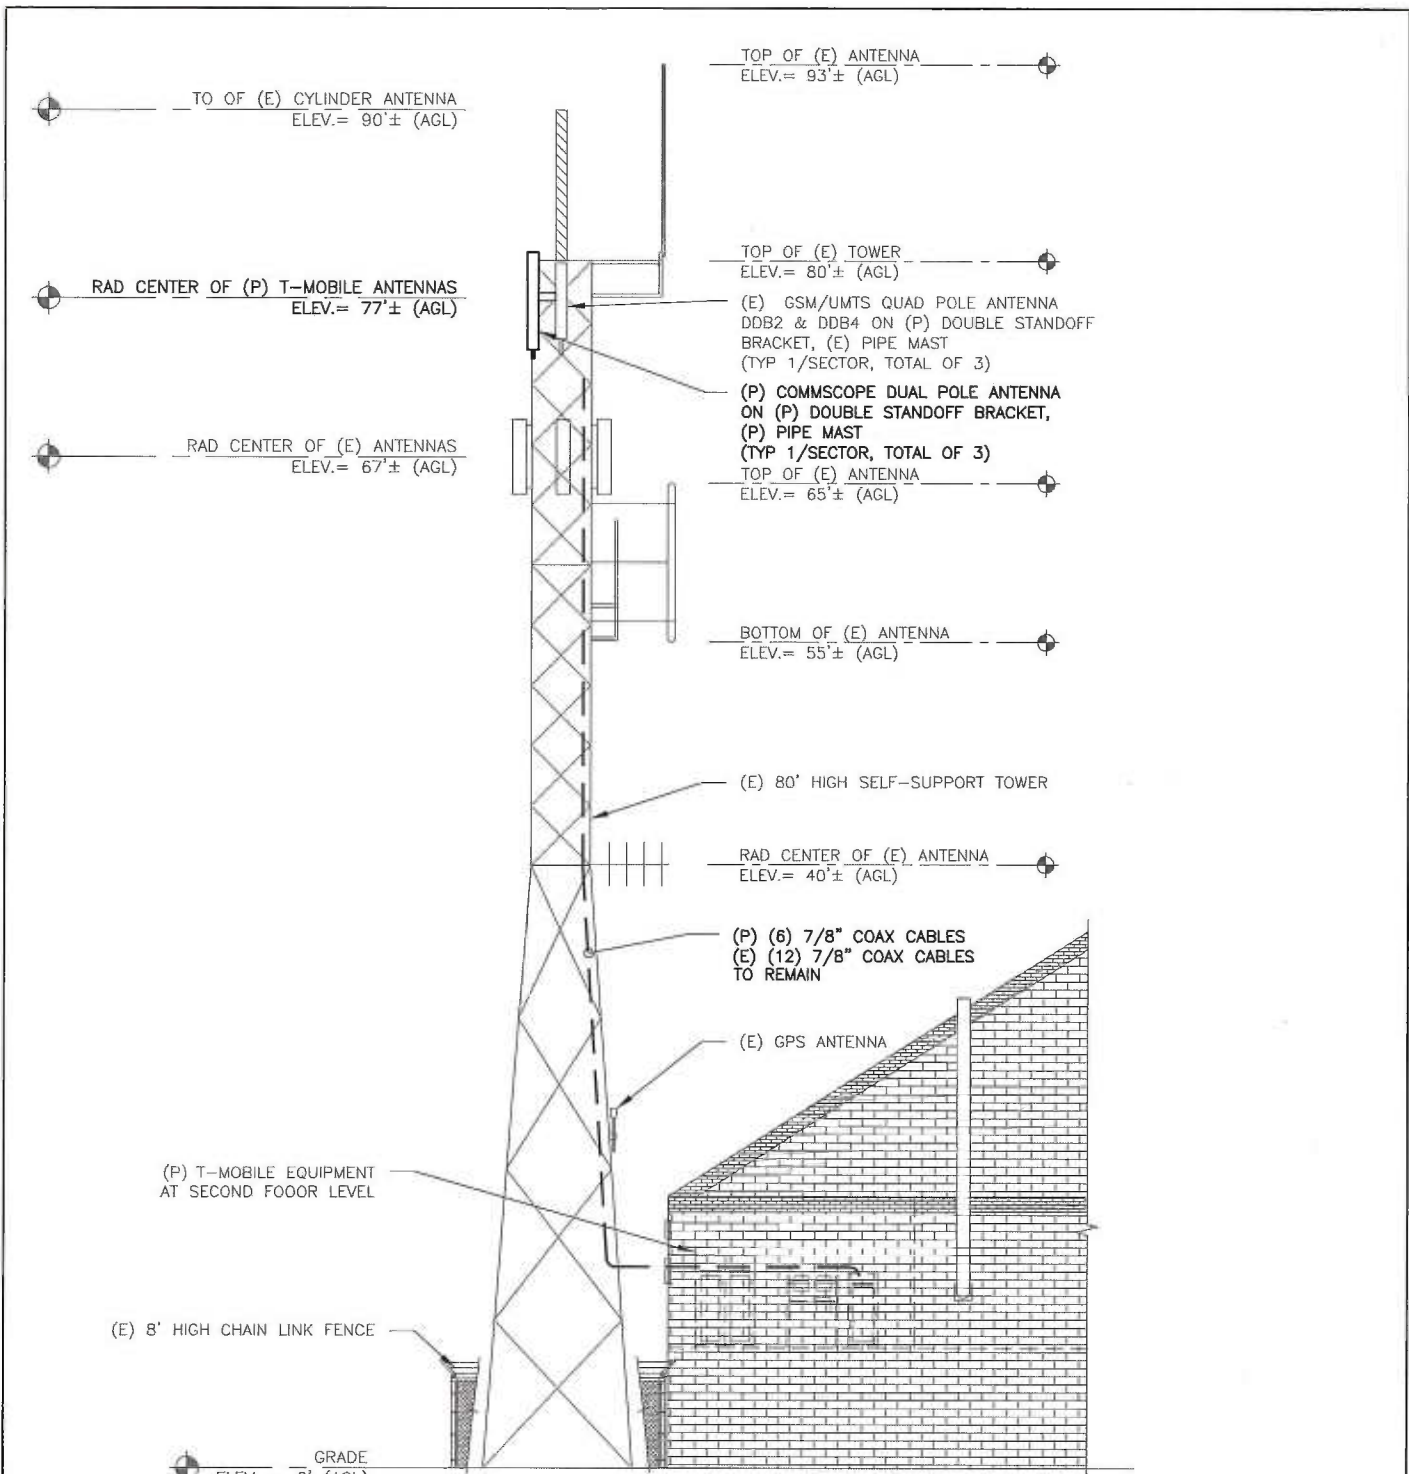 TOP OF (E) ANTENNA
ELEV.= 93'± (AGL)
TO OF (E) CYLINDER ANTENNA
ELEV.= 90'± (AGL)
TOP OF (E) TOWER
ELEV.= 80'± (AGL)
RAD CENTER OF (P) T-MOBILE ANTENNAS
ELEV.= 77'± (AGL)
(E) GSM/UMTS QUAD POLE ANTENNA
DDB2 & DDB4 ON (P) DOUBLE STANDOFF
BRACKET, (E) PIPE MAST
(TYP 1/SECTOR, TOTAL OF 3)
(P) COMMSCOPE DUAL POLE ANTENNA
ON (P) DOUBLE STANDOFF BRACKET,
(P) PIPE MAST
(TYP 1/SECTOR, TOTAL OF 3)
RAD CENTER OF (E) ANTENNAS
ELEV.= 67'± (AGL)
TOP OF (E) ANTENNA
ELEV.= 65'± (AGL)
BOTTOM OF (E) ANTENNA
ELEV.= 55'± (AGL)
(E) 80' HIGH SELF-SUPPORT TOWER
RAD CENTER OF (E) ANTENNA
ELEV.= 40'± (AGL)
(P) (6) 7/8" COAX CABLES
(E) (12) 7/8" COAX CABLES
TO REMAIN
(E) GPS ANTENNA
(P) T-MOBILE EQUIPMENT
AT SECOND FOOOR LEVEL
(E) 8' HIGH CHAIN LINK FENCE
GRADE